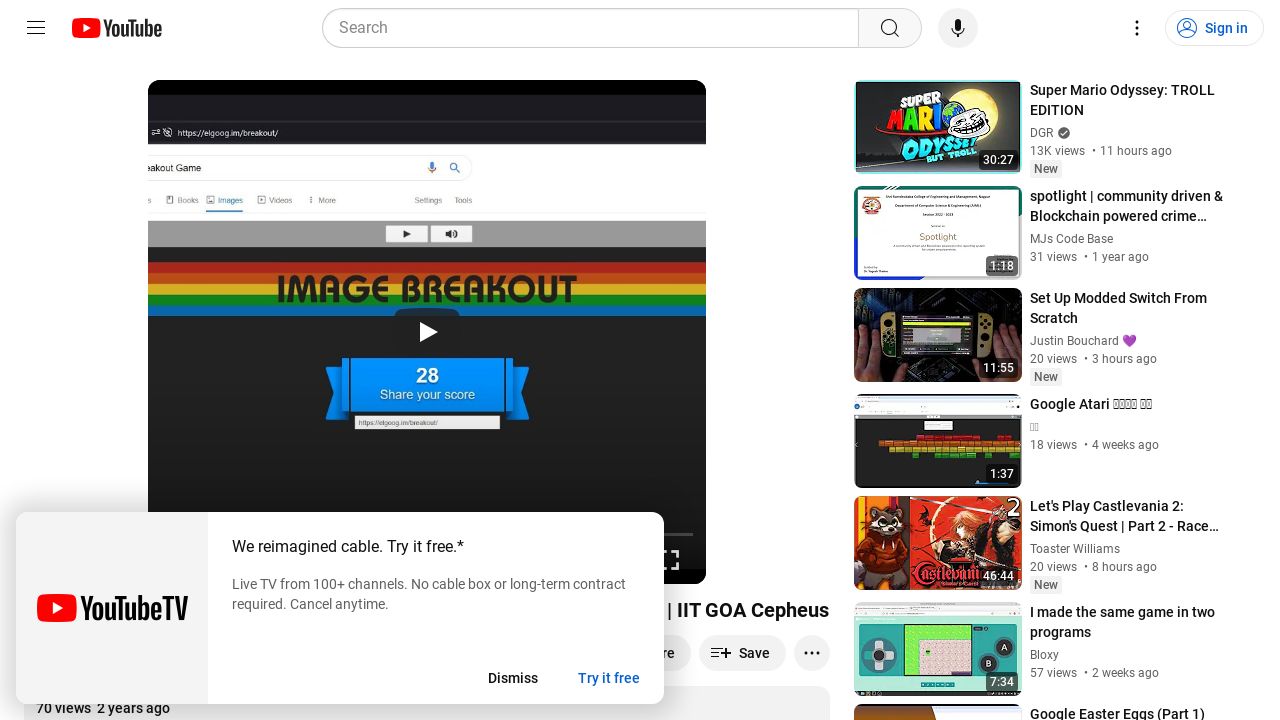 YouTube
Search
Sign in
https://elgoog.im/breakout/
eakout Game
Books
Images
Videos
More
Settings
Tools
IMAGE BREAKOUT
28
Share your score
https://elgoog.im/breakout/
| IIT GOA Cepheus
re
Save
70 views 2 years ago
YouTubeTV
We reimagined cable. Try it free.*
Live TV from 100+ channels. No cable box or long-term contract
required. Cancel anytime.
Dismiss
Try it free
SUPER
MARIO
ODYSSEY
BUT TROLL
30:27
Super Mario Odyssey: TROLL
EDITION
DGR
13K views • 11 hours ago
New
Spotlight
1:18
spotlight | community driven &
Blockchain powered crime…
MJs Code Base
31 views • 1 year ago
11:55
Set Up Modded Switch From
Scratch
Justin Bouchard 💜
20 views • 3 hours ago
New
1:37
Google Atari
18 views • 4 weeks ago
2
Castlevania
46:44
Let's Play Castlevania 2:
Simon's Quest | Part 2 - Race…
Toaster Williams
20 views • 8 hours ago
New
A
B
7:34
I made the same game in two
programs
Bloxy
57 views • 2 weeks ago
Google Easter Eggs (Part 1)